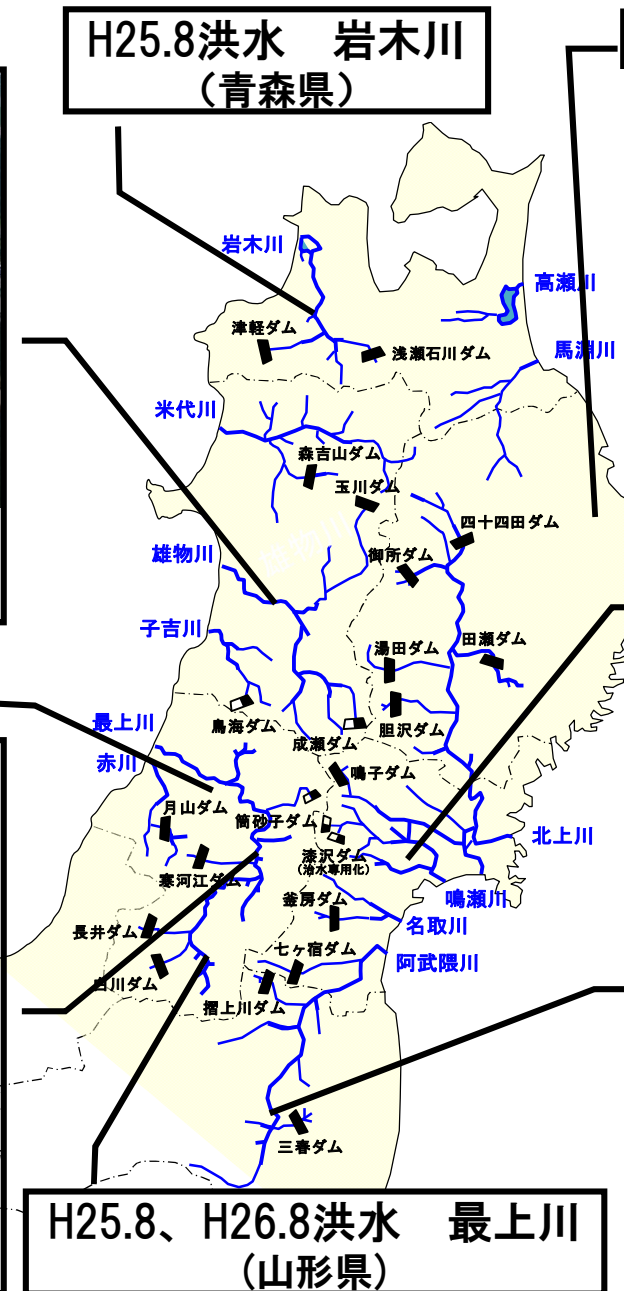 H25.8洪水　岩木川
（青森県）
岩木川
高瀬川
津軽ダム
浅瀬石川ダム
馬淵川
米代川
森吉山ダム
玉川ダム
四十四田ダム
雄物川
雄物川
御所ダム
子吉川
湯田ダム
田瀬ダム
鳥海ダム
胆沢ダム
最上川
成瀬ダム
赤川
鳴子ダム
月山ダム
筒砂子ダム
北上川
漆沢ダム
（治水専用化）
寒河江ダム
鳴瀬川
釜房ダム
名取川
長井ダム
七ヶ宿ダム
阿武隈川
白川ダム
摺上川ダム
三春ダム
H25.8、H26.8洪水　最上川
（山形県）